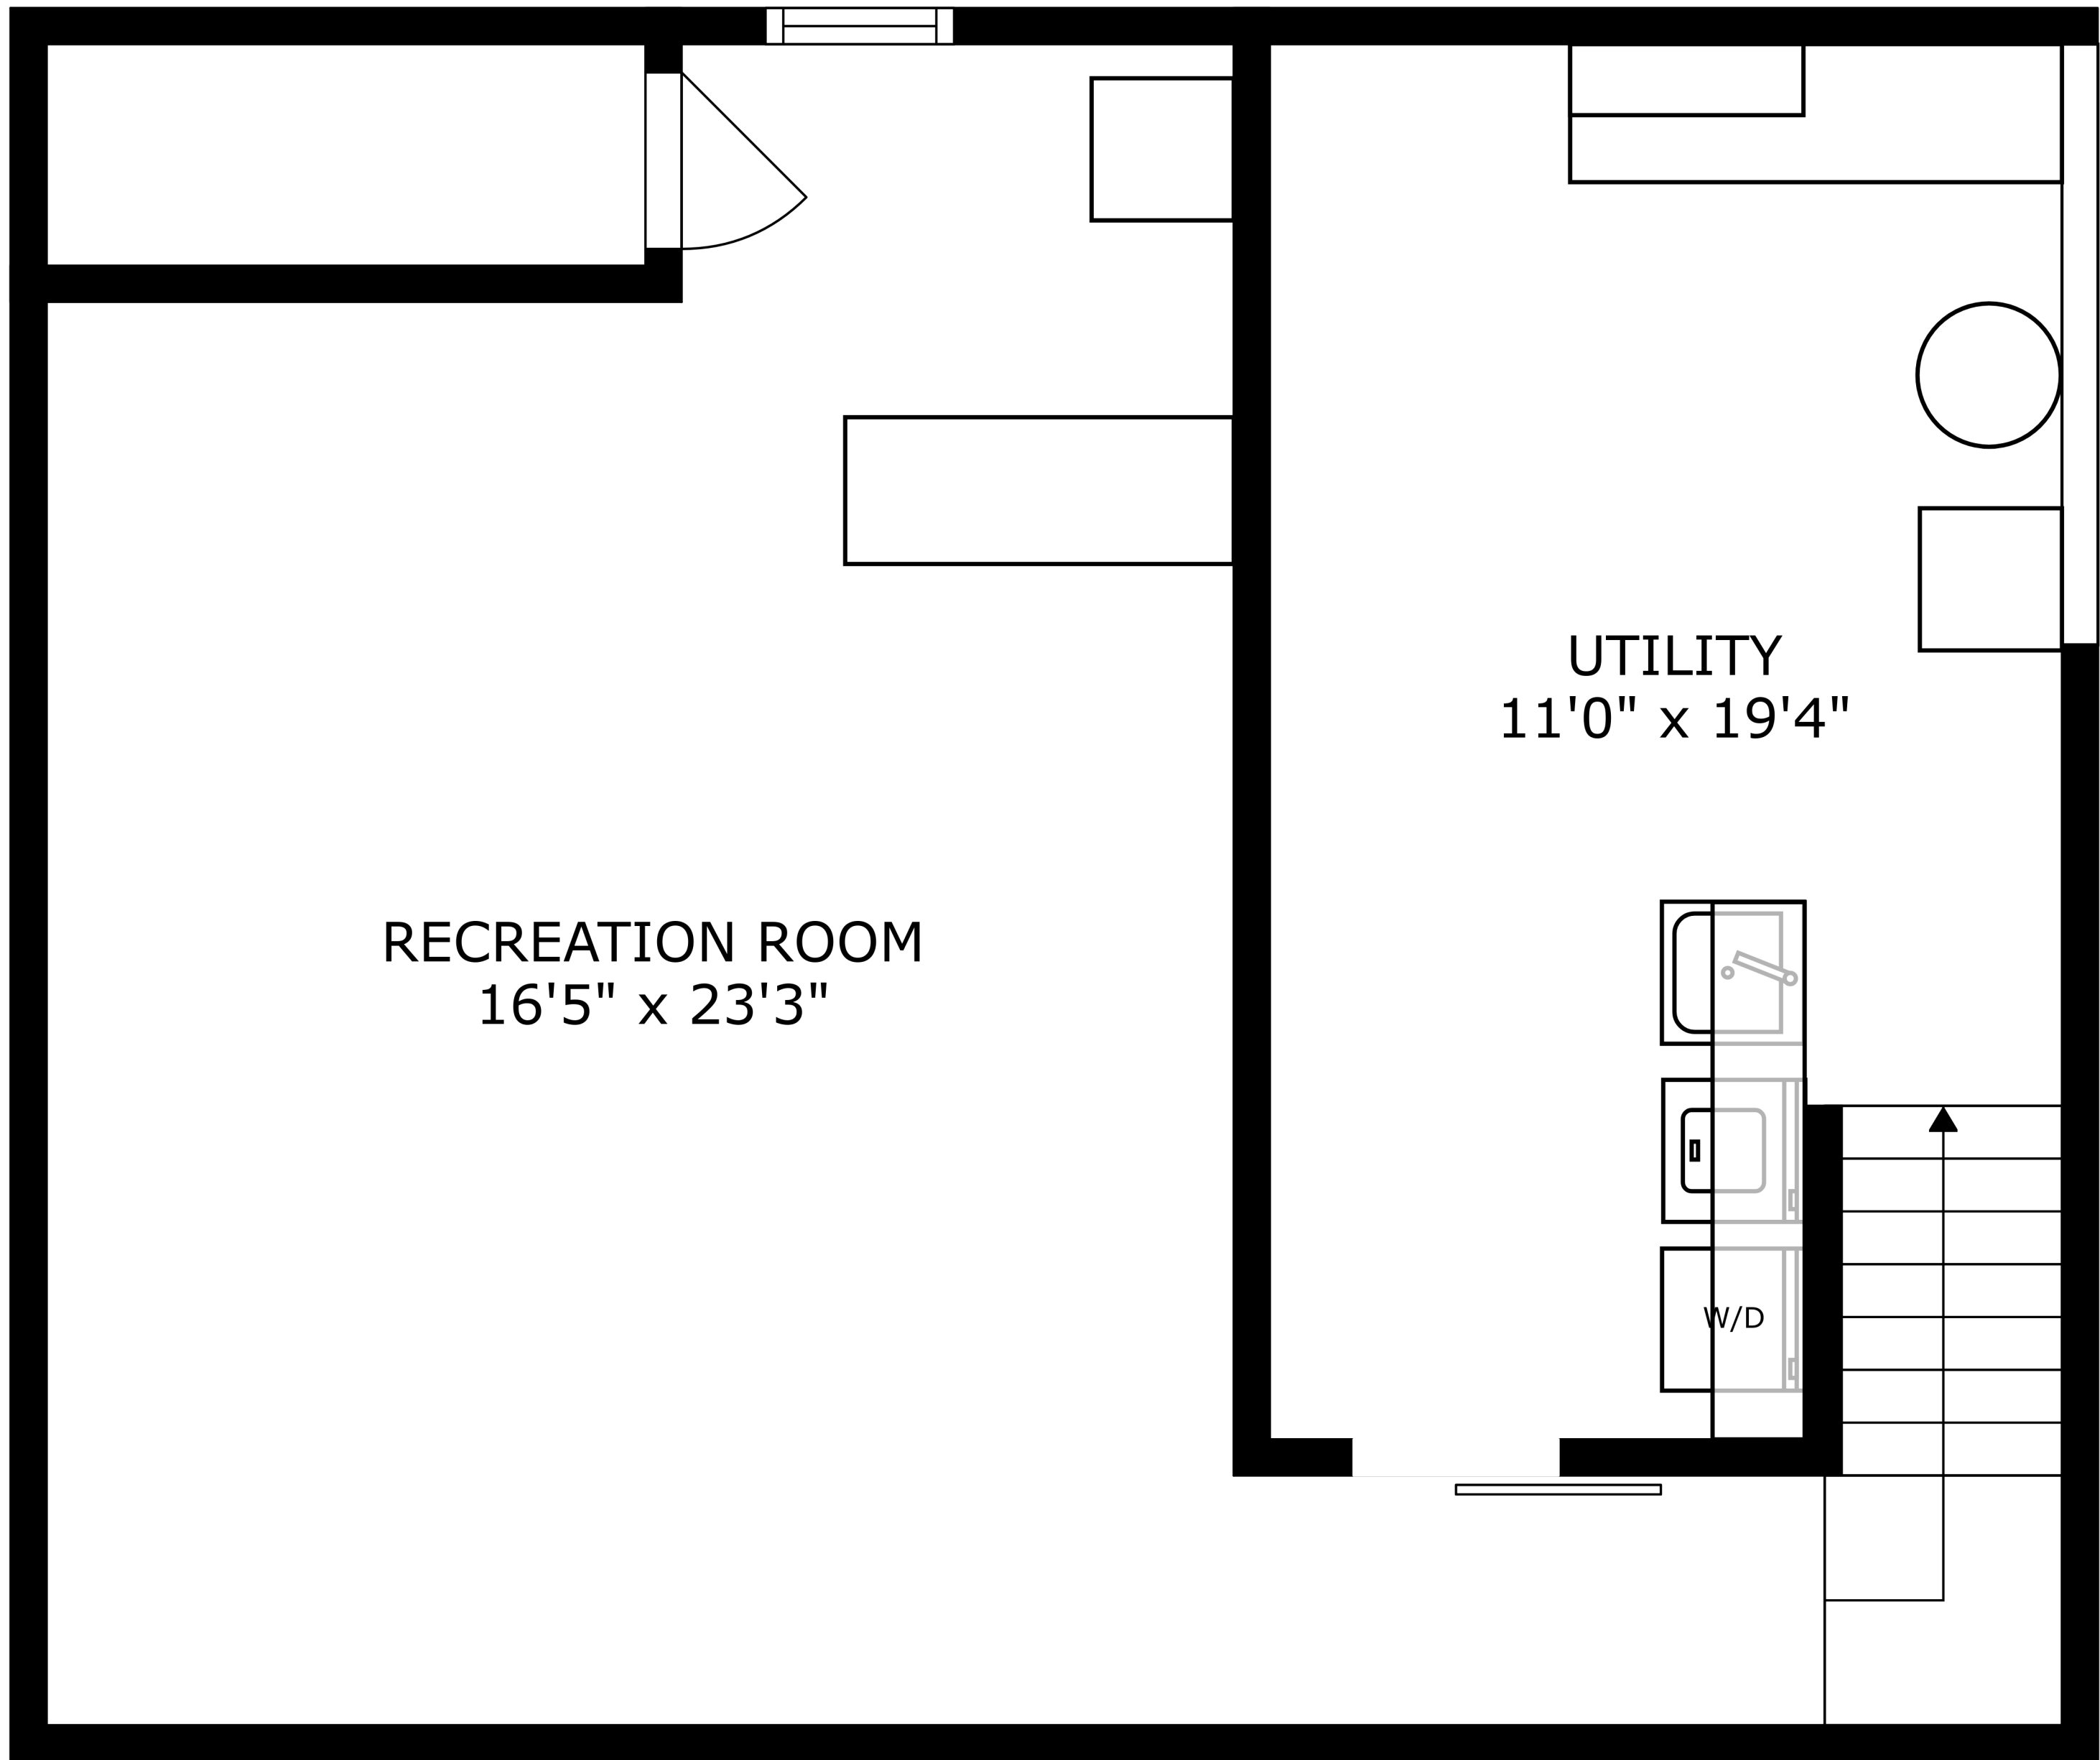 UTILITY
11'0" x 19'4"
RECREATION ROOM
16'5" x 23'3"
W/D